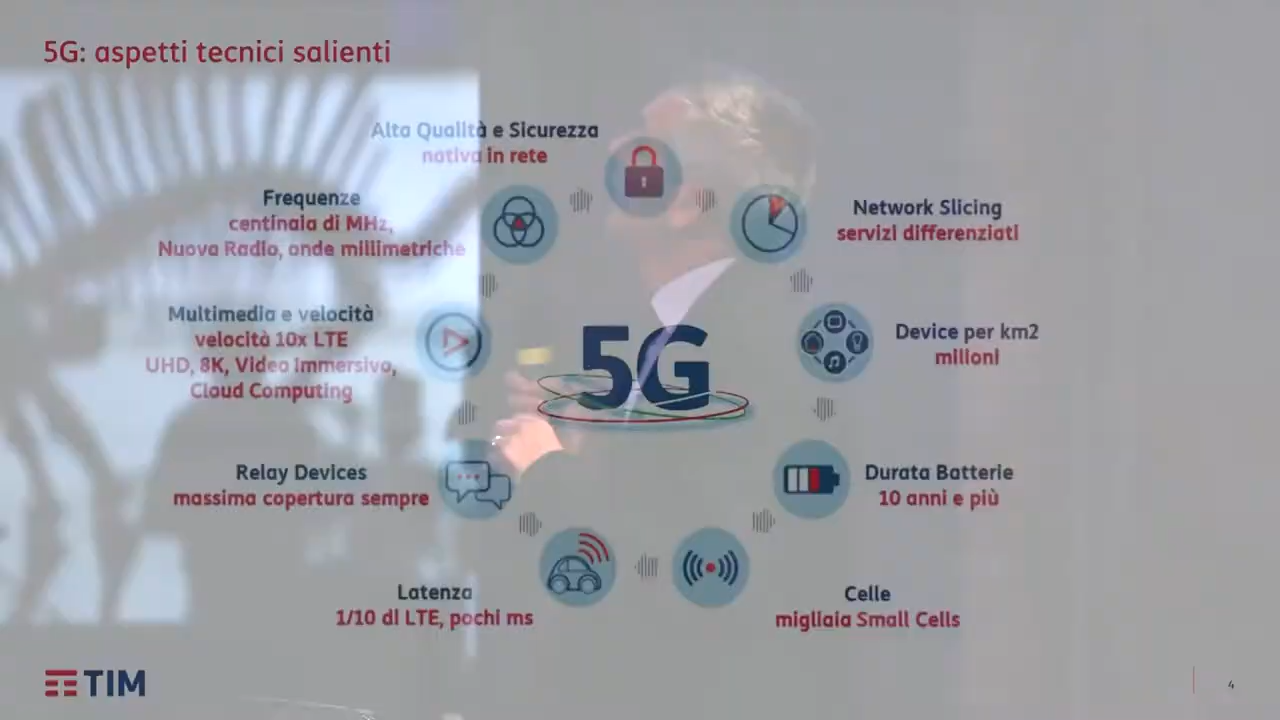 5G: aspetti tecnici salienti
Alta Qualità e Sicurezza
nativa in rete
Frequenze
centinaia di MHz,
Nuova Radio, onde millimetriche
Network Slicing
servizi differenziati
Multimedia e velocità
velocità 10x LTE
UHD, 8K, Video Immersivo,
Cloud Computing
5G
Device per km2
milioni
Relay Devices
massima copertura sempre
Durata Batterie
10 anni e più
Latenza
1/10 di LTE, pochi ms
Celle
migliaia Small Cells
TIM
4